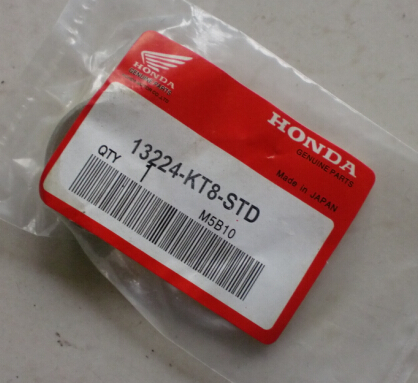 HONDA
HONDA
GENUINE PARTS
Made in JAPAN
13224-KT8-STD
QTY 1
M5B10